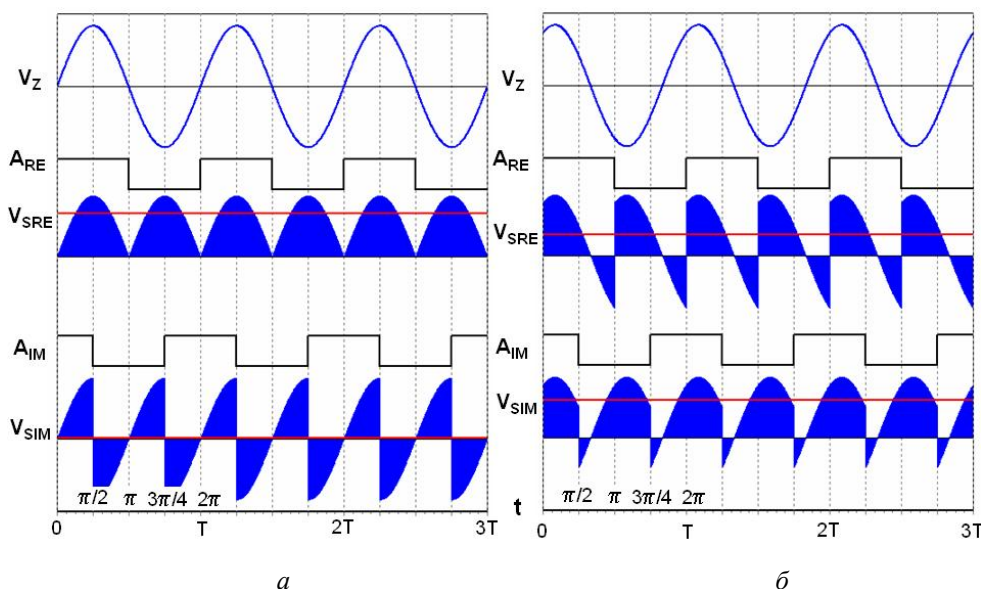 V_Z
A_RE
V_SRE
A_IM
V_SIM
π/2 π 3π/4 2π
0 T 2T 3T
а
V_Z
A_RE
V_SRE
A_IM
V_SIM
π/2 π 3π/4 2π
t
0 T 2T 3T
б